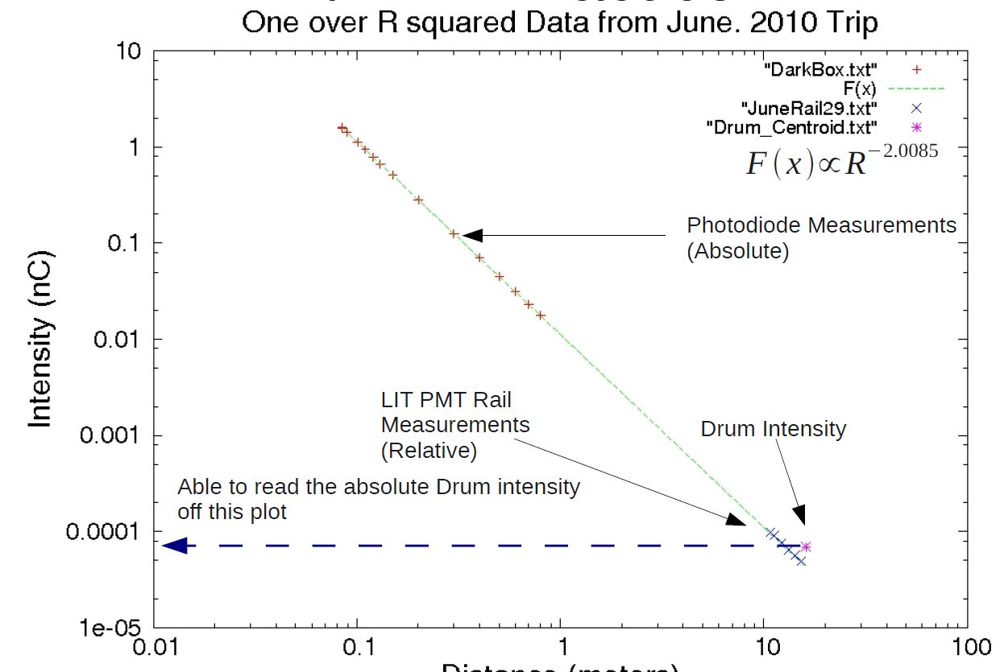 One over R squared Data from June. 2010 Trip
10
1
0.1
0.01
0.001
0.0001
1e-05
Intensity (nC)
"DarkBox.txt"
F(x)
"JuneRail29.txt"
"Drum_Centroid.txt"
F(x)∝R^−2.0085
Photodiode Measurements
(Absolute)
LIT PMT Rail
Measurements
(Relative)
Drum Intensity
Able to read the absolute Drum intensity
off this plot
0.01
0.1
1
10
100
Distance (meters)